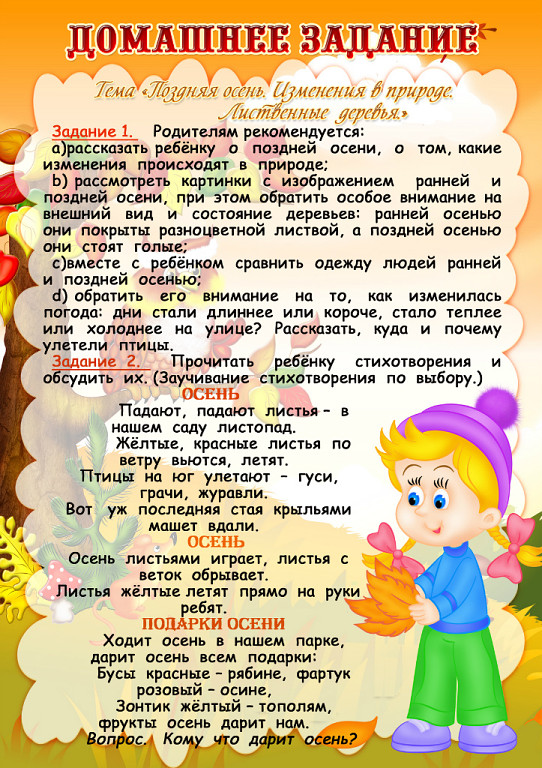 ДОМАШНЕЕ ЗАДАНИЕ
Тема «Поздняя осень. Изменения в природе.
Лиственные деревья.»
Задание 1. Родителям рекомендуется:
a)рассказать ребёнку о поздней осени, о том, какие
изменения происходят в природе;
b) рассмотреть картинки с изображением ранней и
поздней осени, при этом обратить особое внимание на
внешний вид и состояние деревьев: ранней осенью
они покрыты разноцветной листвой, а поздней осенью
они стоят голые;
c)вместе с ребёнком сравнить одежду людей ранней
и поздней осенью;
d) обратить его внимание на то, как изменилась
погода: дни стали длиннее или короче, стало теплее
или холоднее на улице? Рассказать, куда и почему
улетели птицы.
Задание 2. Прочитать ребёнку стихотворения и
обсудить их. (Заучивание стихотворения по выбору.)
ОСЕНЬ
Падают, падают листья – в
нашем саду листопад.
Жёлтые, красные листья по
ветру вьются, летят.
Птицы на юг улетают – гуси,
грачи, журавли.
Вот уж последняя стая крыльями
машет вдали.
ОСЕНЬ
Осень листьями играет, листья с
веток обрывает.
Листья жёлтые летят прямо на руки
ребят.
ПОДАРКИ ОСЕНИ
Ходит осень в нашем парке,
дарит осень всем подарки:
Бусы красные – рябине, фартук
розовый – осине,
Зонтик жёлтый – тополям,
фрукты осень дарит нам.
Вопрос. Кому что дарит осень?